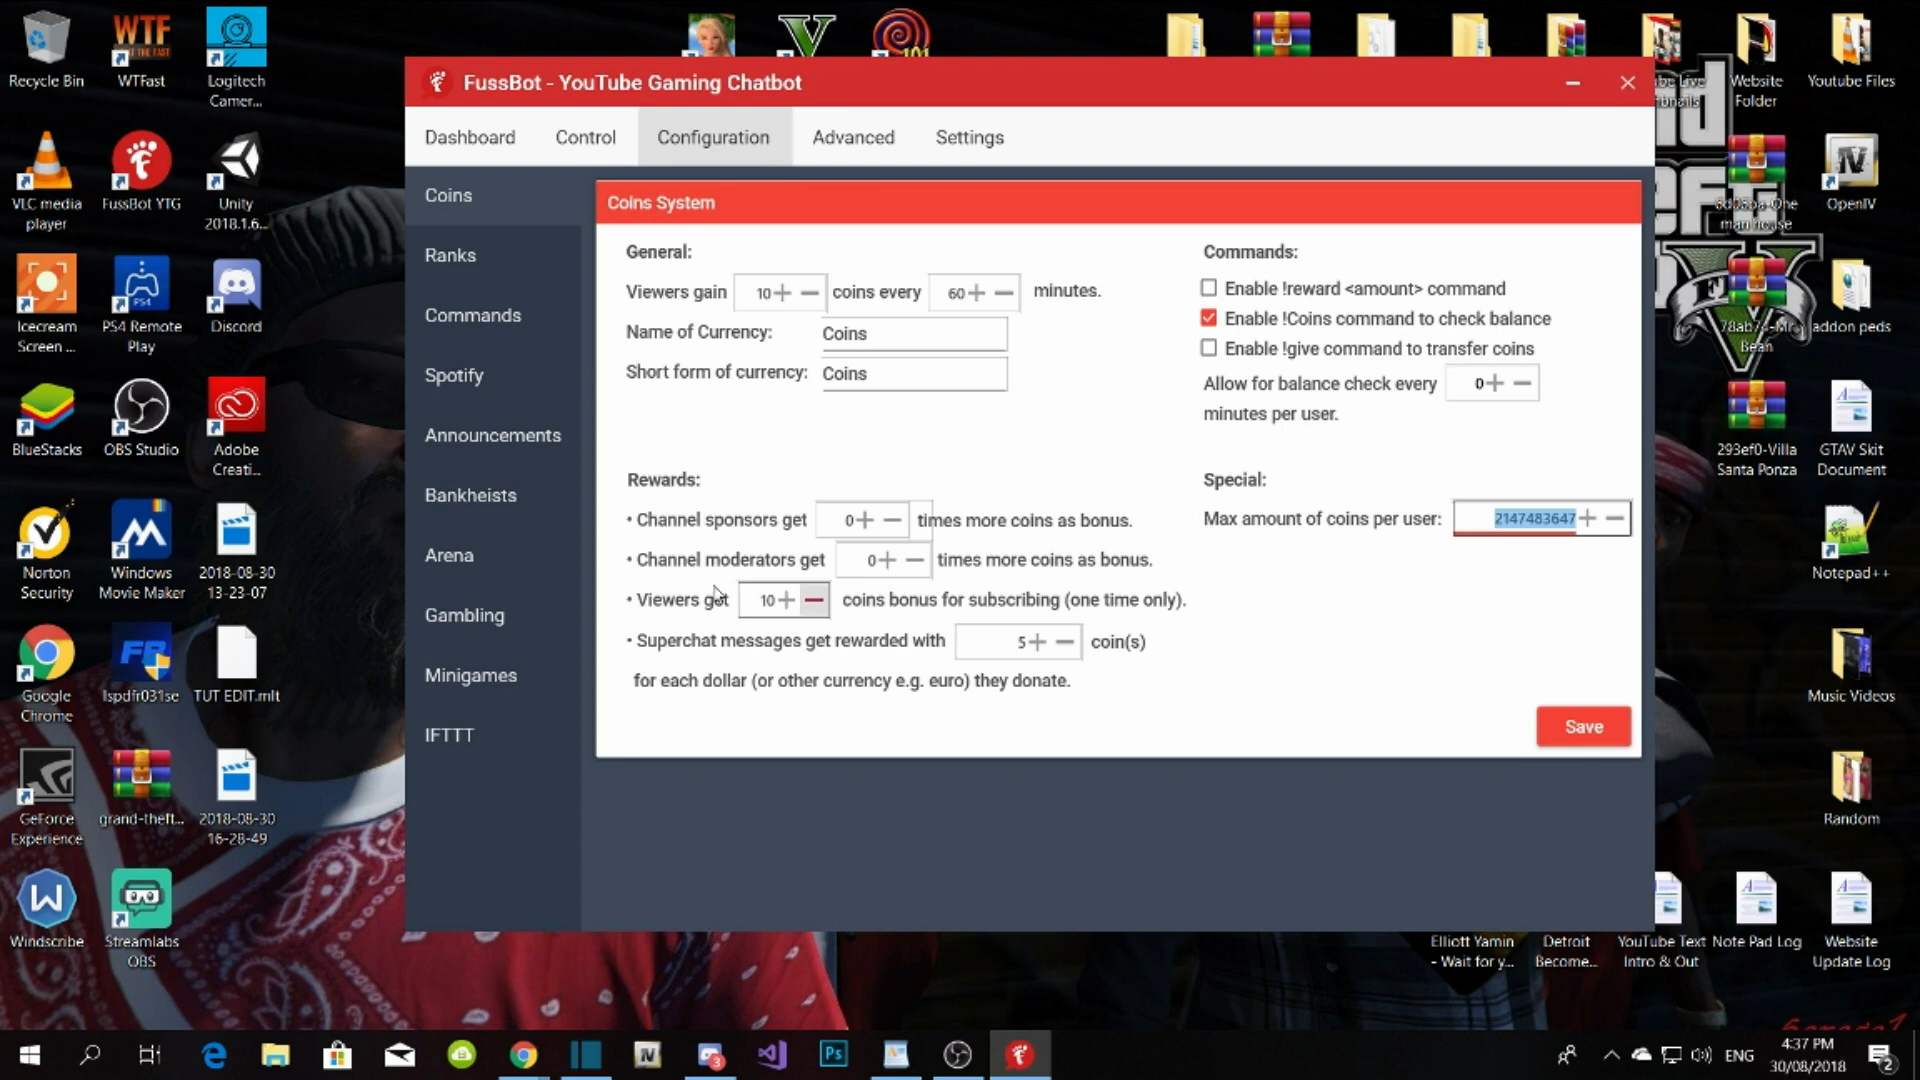 Recycle Bin
WTF
WTFast
Logitech
Camer...
VLC media
player
FussBot YTG
Unity
2018.1.6...
Icecream
Screen ...
PS4
PS4 Remote
Play
Discord
BlueStacks
OBS Studio
Adobe
Creati...
Norton
Security
Windows
Movie Maker
2018-08-30
13-23-07
Google
Chrome
lspdfr031se
TUT EDIT.mlt
GeForce
Experience
grand-theft...
2018-08-30
16-28-49
Windscribe
Streamlabs
OBS
FussBot - YouTube Gaming Chatbot
Dashboard
Control
Configuration
Advanced
Settings
Coins
Ranks
Commands
Spotify
Announcements
Bankheists
Arena
Gambling
Minigames
IFTTT
Coins System
General:
Viewers gain 10 + − coins every 60 + − minutes.
Name of Currency: Coins
Short form of currency: Coins
Commands:
Enable !reward <amount> command
Enable !Coins command to check balance
Enable !give command to transfer coins
Allow for balance check every 0 + −
minutes per user.
Rewards:
• Channel sponsors get 0 + − times more coins as bonus.
• Channel moderators get 0 + − times more coins as bonus.
• Viewers get 10 + − coins bonus for subscribing (one time only).
• Superchat messages get rewarded with 5 + − coin(s)
for each dollar (or other currency e.g. euro) they donate.
Special:
Max amount of coins per user: 2147483647 + −
Save
Website
Folder
Youtube Files
man house
OpenIV
Bean
addon peds
293ef0-Villa
Santa Ponza
GTAV Skit
Document
Notepad++
Music Videos
Random
Elliott Yamin
- Wait for y...
Detroit
Become...
YouTube Text
Intro & Out
Note Pad Log
Website
Update Log
Ps
3
ENG
4:37 PM
30/08/2018
2